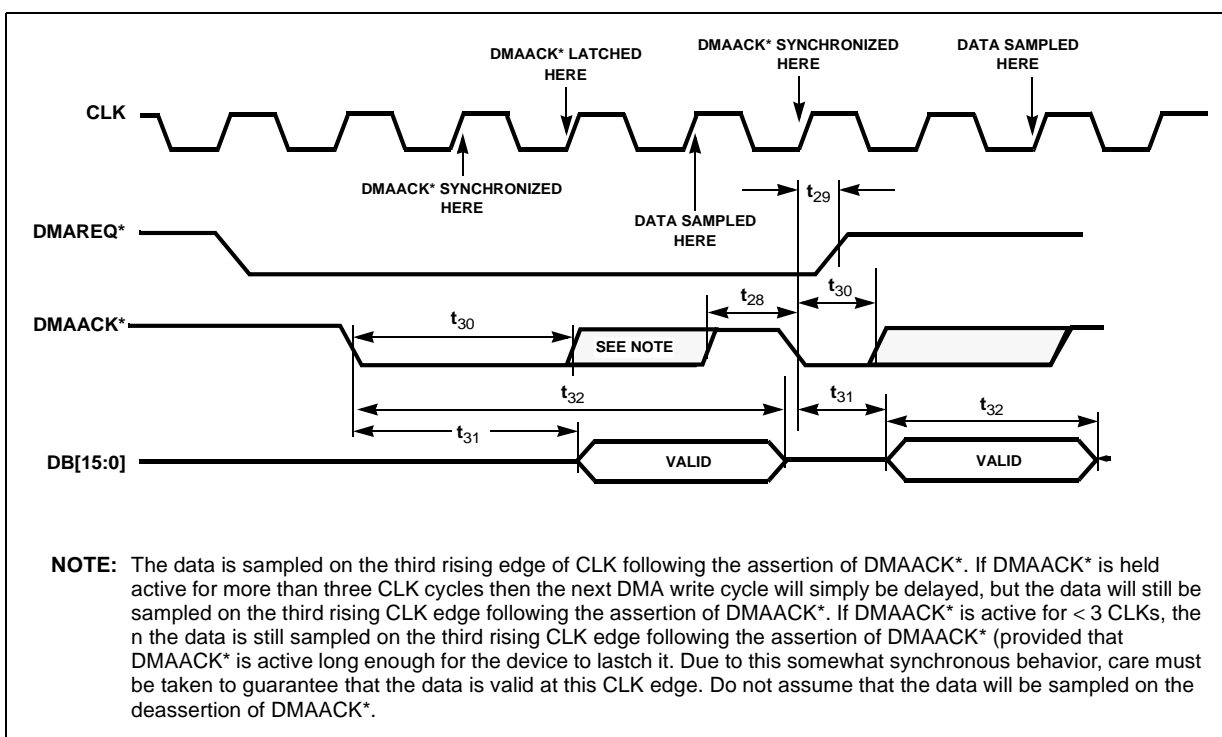 DMAACK* LATCHED
HERE
DMAACK* SYNCHRONIZED
HERE
DATA SAMPLED
HERE
CLK
DMAACK* SYNCHRONIZED
HERE
DATA SAMPLED
HERE
t29
DMAREQ*
t28
t30
DMAACK*
t30
SEE NOTE
t32
t31
t32
t31
DB[15:0]
VALID
VALID
NOTE: The data is sampled on the third rising edge of CLK following the assertion of DMAACK*. If DMAACK* is held
active for more than three CLK cycles then the next DMA write cycle will simply be delayed, but the data will still be
sampled on the third rising CLK edge following the assertion of DMAACK*. If DMAACK* is active for < 3 CLKs, the
n the data is still sampled on the third rising CLK edge following the assertion of DMAACK* (provided that
DMAACK* is active long enough for the device to lastch it. Due to this somewhat synchronous behavior, care must
be taken to guarantee that the data is valid at this CLK edge. Do not assume that the data will be sampled on the
deassertion of DMAACK*.